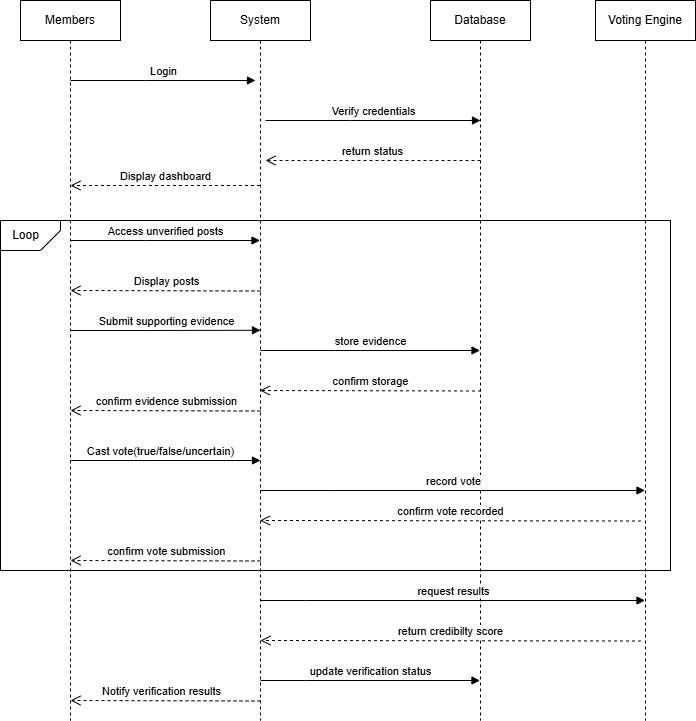 Members
System
Database
Voting Engine
Login
Verify credentials
return status
Display dashboard
Loop
Access unverified posts
Display posts
Submit supporting evidence
store evidence
confirm storage
confirm evidence submission
Cast vote(true/false/uncertain)
record vote
confirm vote recorded
confirm vote submission
request results
return credibilty score
update verification status
Notify verification results